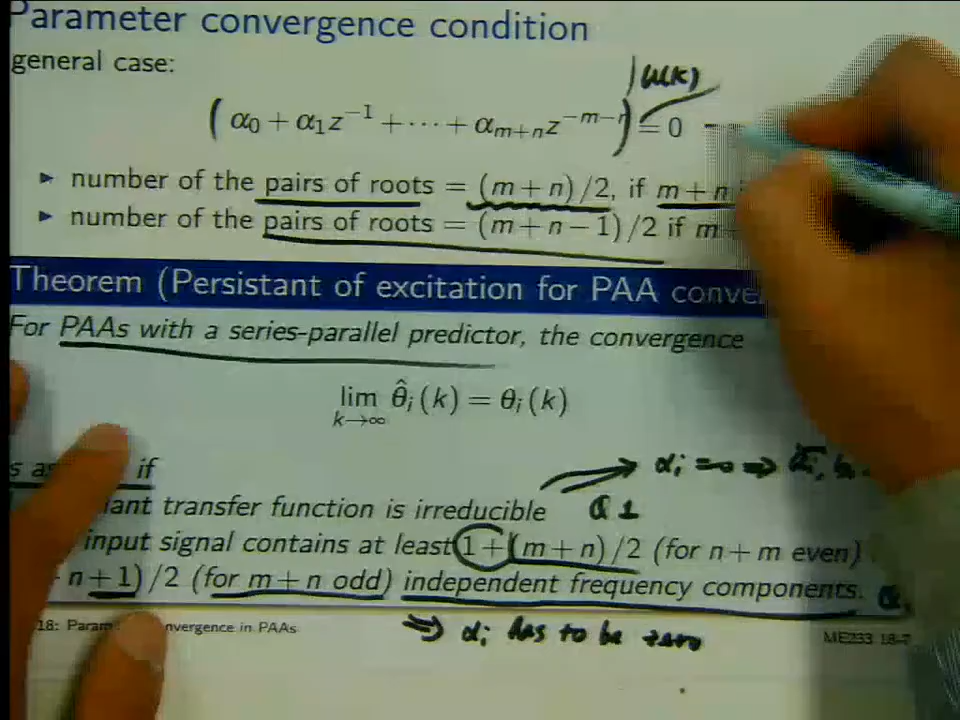 Parameter convergence condition
general case:
u(k)
(α₀ + α₁z⁻¹ + ⋯ + αₘ₊ₙz⁻ᵐ⁻ⁿ) = 0
► number of the pairs of roots = (m + n)/2, if m + n
► number of the pairs of roots = (m + n − 1)/2 if m
Theorem (Persistant of excitation for PAA
For PAAs with a series-parallel predictor, the convergence
lim θ̂ᵢ(k) = θᵢ(k)
k→∞
if
αᵢ = 0 ⇒
transfer function is irreducible
input signal contains at least 1 + (m + n)/2 (for n + m even)
n + 1)/2 (for m + n odd) independent frequency components.
⇒ αᵢ has to be zero
18: in PAAs
ME233 18-7